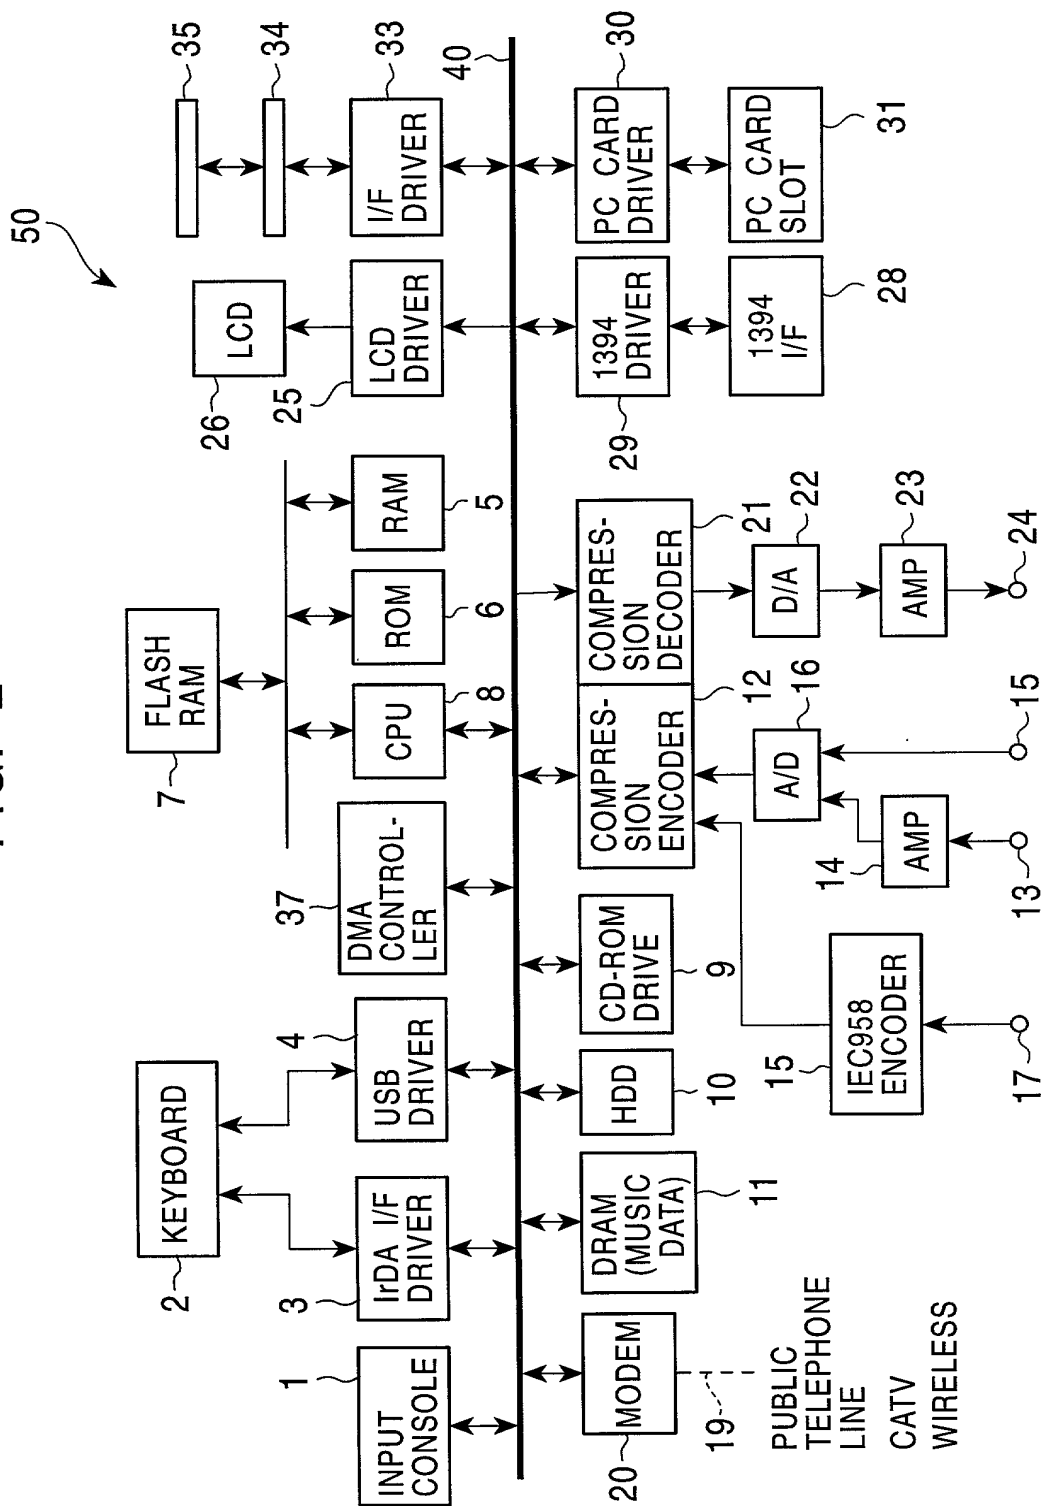 50
35
34
33
I/F
DRIVER
40
LCD
26
LCD
DRIVER
25
FLASH
RAM
7
RAM
5
ROM
6
CPU
8
DMA
CONTROL-
LER
37
KEYBOARD
2
USB
DRIVER
4
IrDA I/F
DRIVER
3
INPUT
CONSOLE
1
PC CARD
DRIVER
30
PC CARD
SLOT
31
1394
DRIVER
29
1394
I/F
28
COMPRES-
SION
DECODER
21
D/A
22
AMP
23
24
COMPRES-
SION
ENCODER
12
A/D
16
15
AMP
14
13
IEC958
ENCODER
15
17
CD-ROM
DRIVE
9
HDD
10
DRAM
(MUSIC
DATA)
11
MODEM
20
19
PUBLIC
TELEPHONE
LINE
CATV
WIRELESS